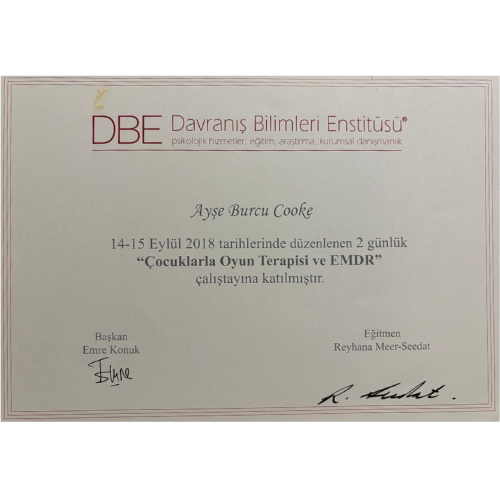 DBE Davranış Bilimleri Enstitüsü®
psikolojik hizmetler, eğitim, araştırma, kurumsal danışmanlık
Ayşe Burcu Cooke
14-15 Eylül 2018 tarihlerinde düzenlenen 2 günlük
“Çocuklarla Oyun Terapisi ve EMDR”
çalıştayına katılmıştır.
Başkan
Emre Konuk
Eğitmen
Reyhana Meer-Seedat